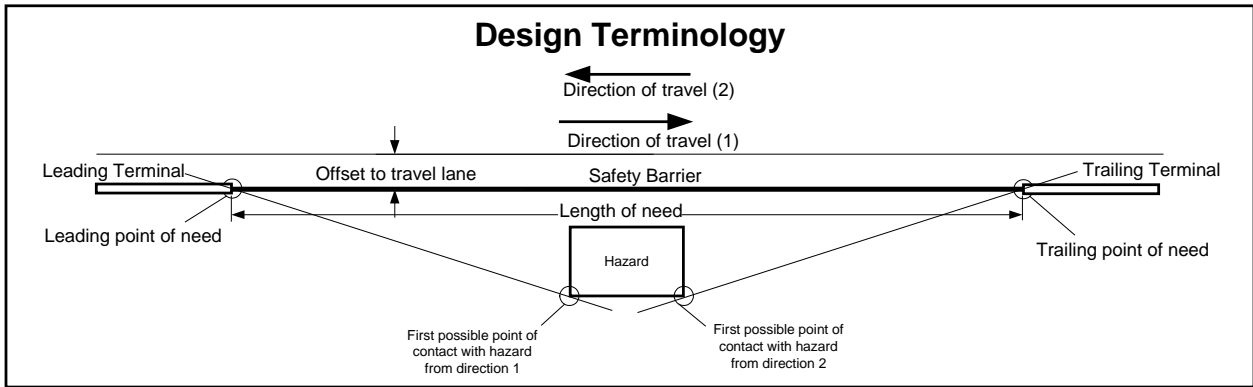 Design Terminology
Direction of travel (2)
Direction of travel (1)
Leading Terminal
Offset to travel lane
Safety Barrier
Trailing Terminal
Length of need
Leading point of need
Trailing point of need
Hazard
First possible point of
contact with hazard
from direction 1
First possible point of
contact with hazard
from direction 2